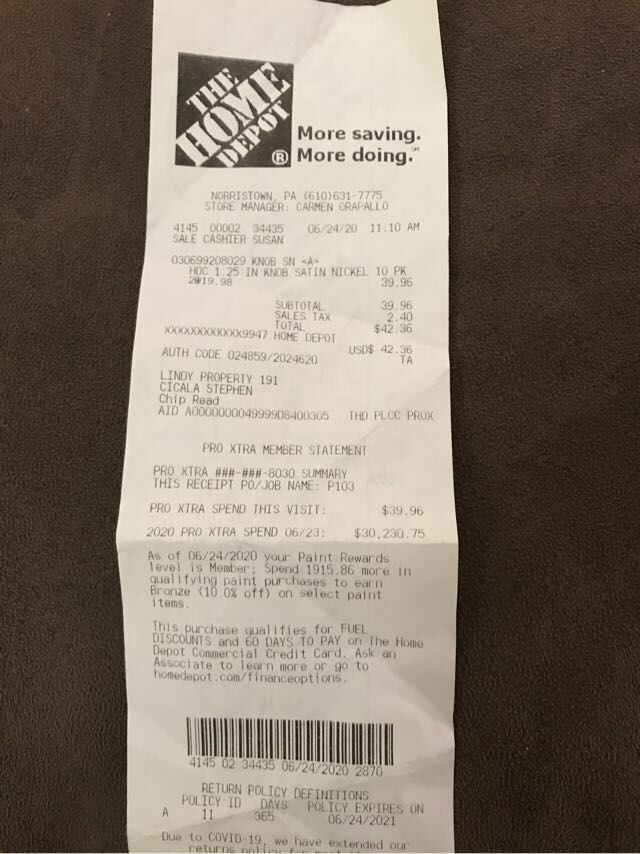 THE
HOME
DEPOT
®
More saving.
More doing.℠
NORRISTOWN, PA (610)631-7775
STORE MANAGER: CARMEN GRAPALLO
4145 00002 34435 06/24/20 11:10 AM
SALE CASHIER SUSAN
030699208029 KNOB SN <A>
HDC 1.25 IN KNOB SATIN NICKEL 10 PK
2@19.98 39.96
SUBTOTAL 39.96
SALES TAX 2.40
TOTAL $42.36
XXXXXXXXXXXX9947 HOME DEPOT
USD$ 42.36
AUTH CODE 024859/2024620 TA
LINDY PROPERTY 191
CICALA STEPHEN
Chip Read
AID A0000000049999D8400305 THD PLCC PROX
PRO XTRA MEMBER STATEMENT
PRO XTRA ###-###-8030 SUMMARY
THIS RECEIPT PO/JOB NAME: P103
PRO XTRA SPEND THIS VISIT: $39.96
2020 PRO XTRA SPEND 06/23: $30,230.75
As of 06/24/2020 your Paint Rewards
level is Member; Spend 1915.86 more in
qualifying paint purchases to earn
Bronze (10.0% off) on select paint
items.
This purchase qualifies for FUEL
DISCOUNTS and 60 DAYS TO PAY on The Home
Depot Commercial Credit Card. Ask an
Associate to learn more or go to
homedepot.com/financeoptions.
4145 02 34435 06/24/2020 2870
RETURN POLICY DEFINITIONS
POLICY ID DAYS POLICY EXPIRES ON
A 11 365 06/24/2021
Due to COVID-19, we have extended our
returns policy for